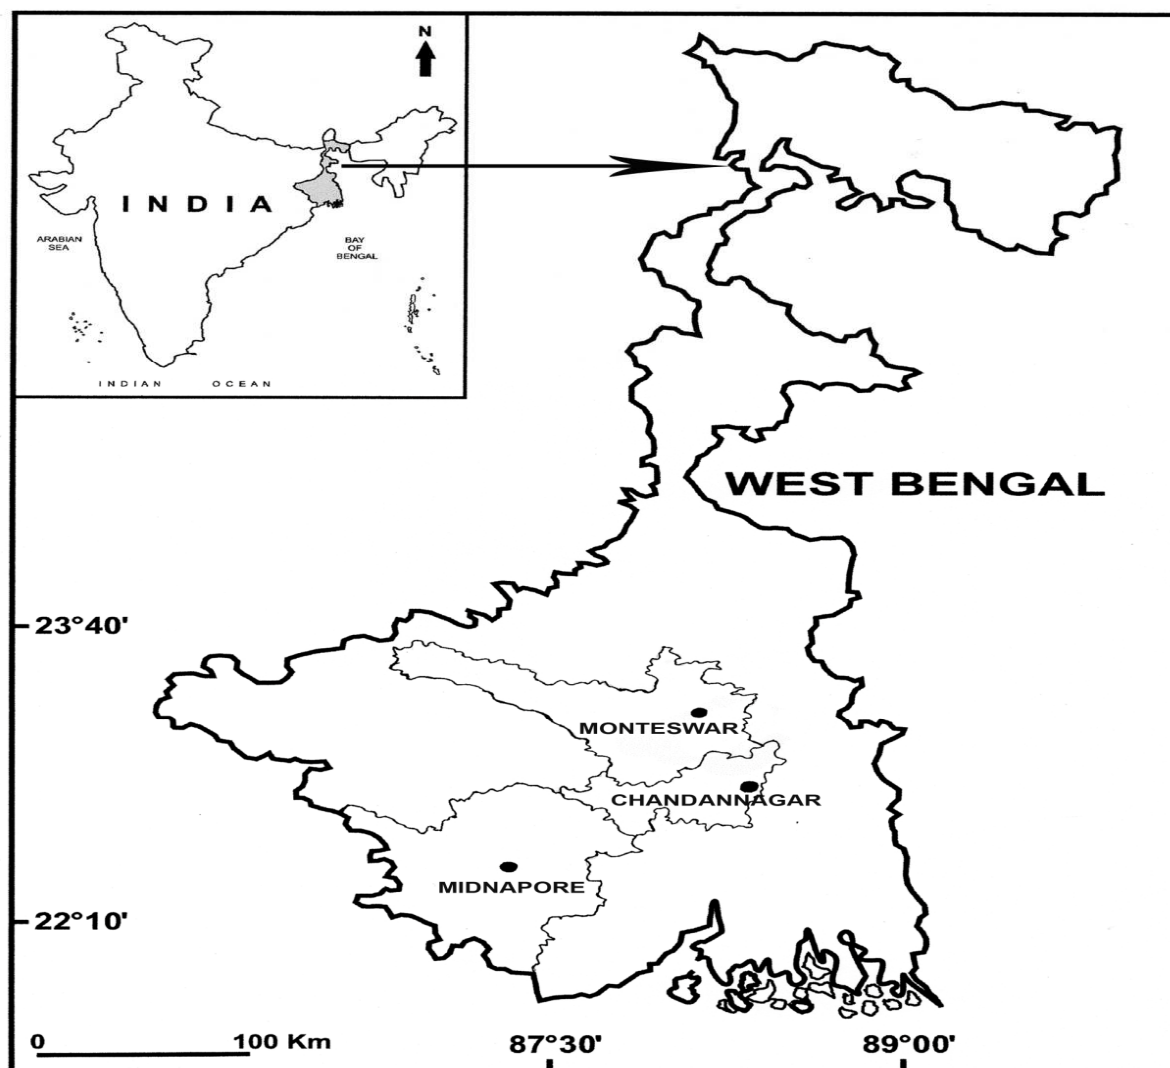 N
INDIA
ARABIAN
SEA
BAY
OF
BENGAL
INDIAN OCEAN
WEST BENGAL
23°40'
MONTESWAR
CHANDANNAGAR
MIDNAPORE
22°10'
0 100 Km
87°30' 89°00'